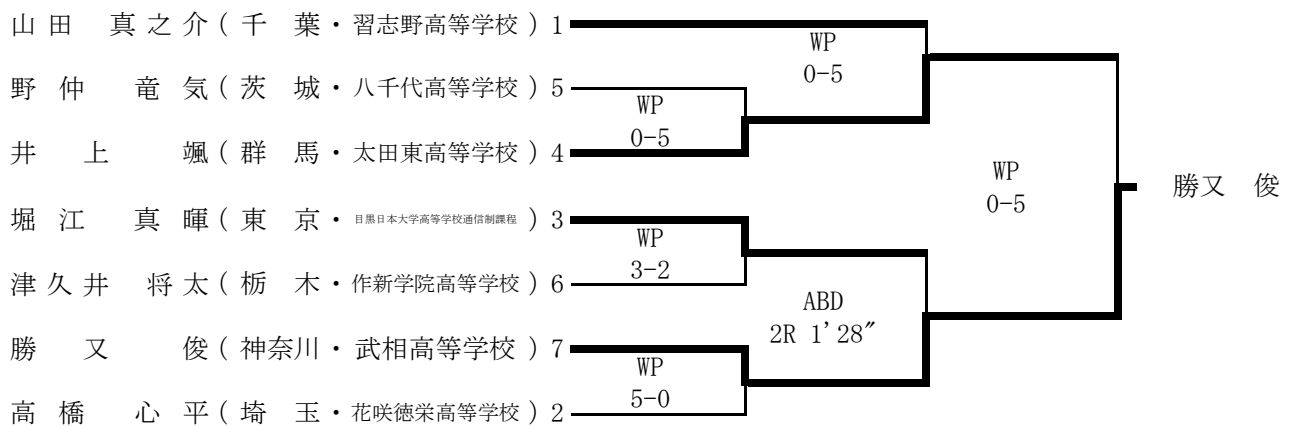 山田 真之介(千 葉・習志野高等学校)1
WP
0-5
野仲 竜気(茨 城・八千代高等学校)5
WP
0-5
井上 颯(群 馬・太田東高等学校)4
WP
0-5
勝又 俊
堀江 真暉(東 京・目黒日本大学高等学校通信制課程)3
WP
3-2
津久井 将太(栃 木・作新学院高等学校)6
ABD
2R 1'28"
勝又 俊(神奈川・武相高等学校)7
WP
5-0
高橋 心平(埼 玉・花咲徳栄高等学校)2